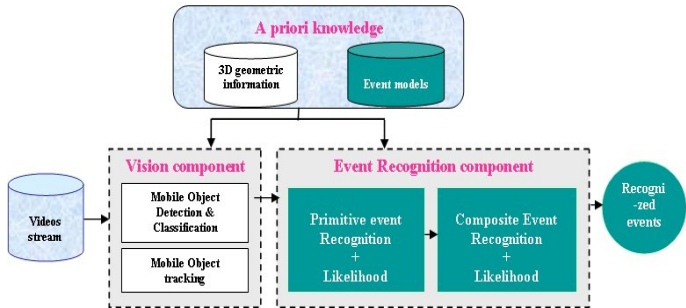 A priori knowledge
3D geometric
information
Event models
Vision component
Event Recognition component
Videos
stream
Mobile Object
Detection &
Classification
Mobile Object
tracking
Primitive event
Recognition
+
Likelihood
Composite Event
Recognition
+
Likelihood
Recogni
-zed
events